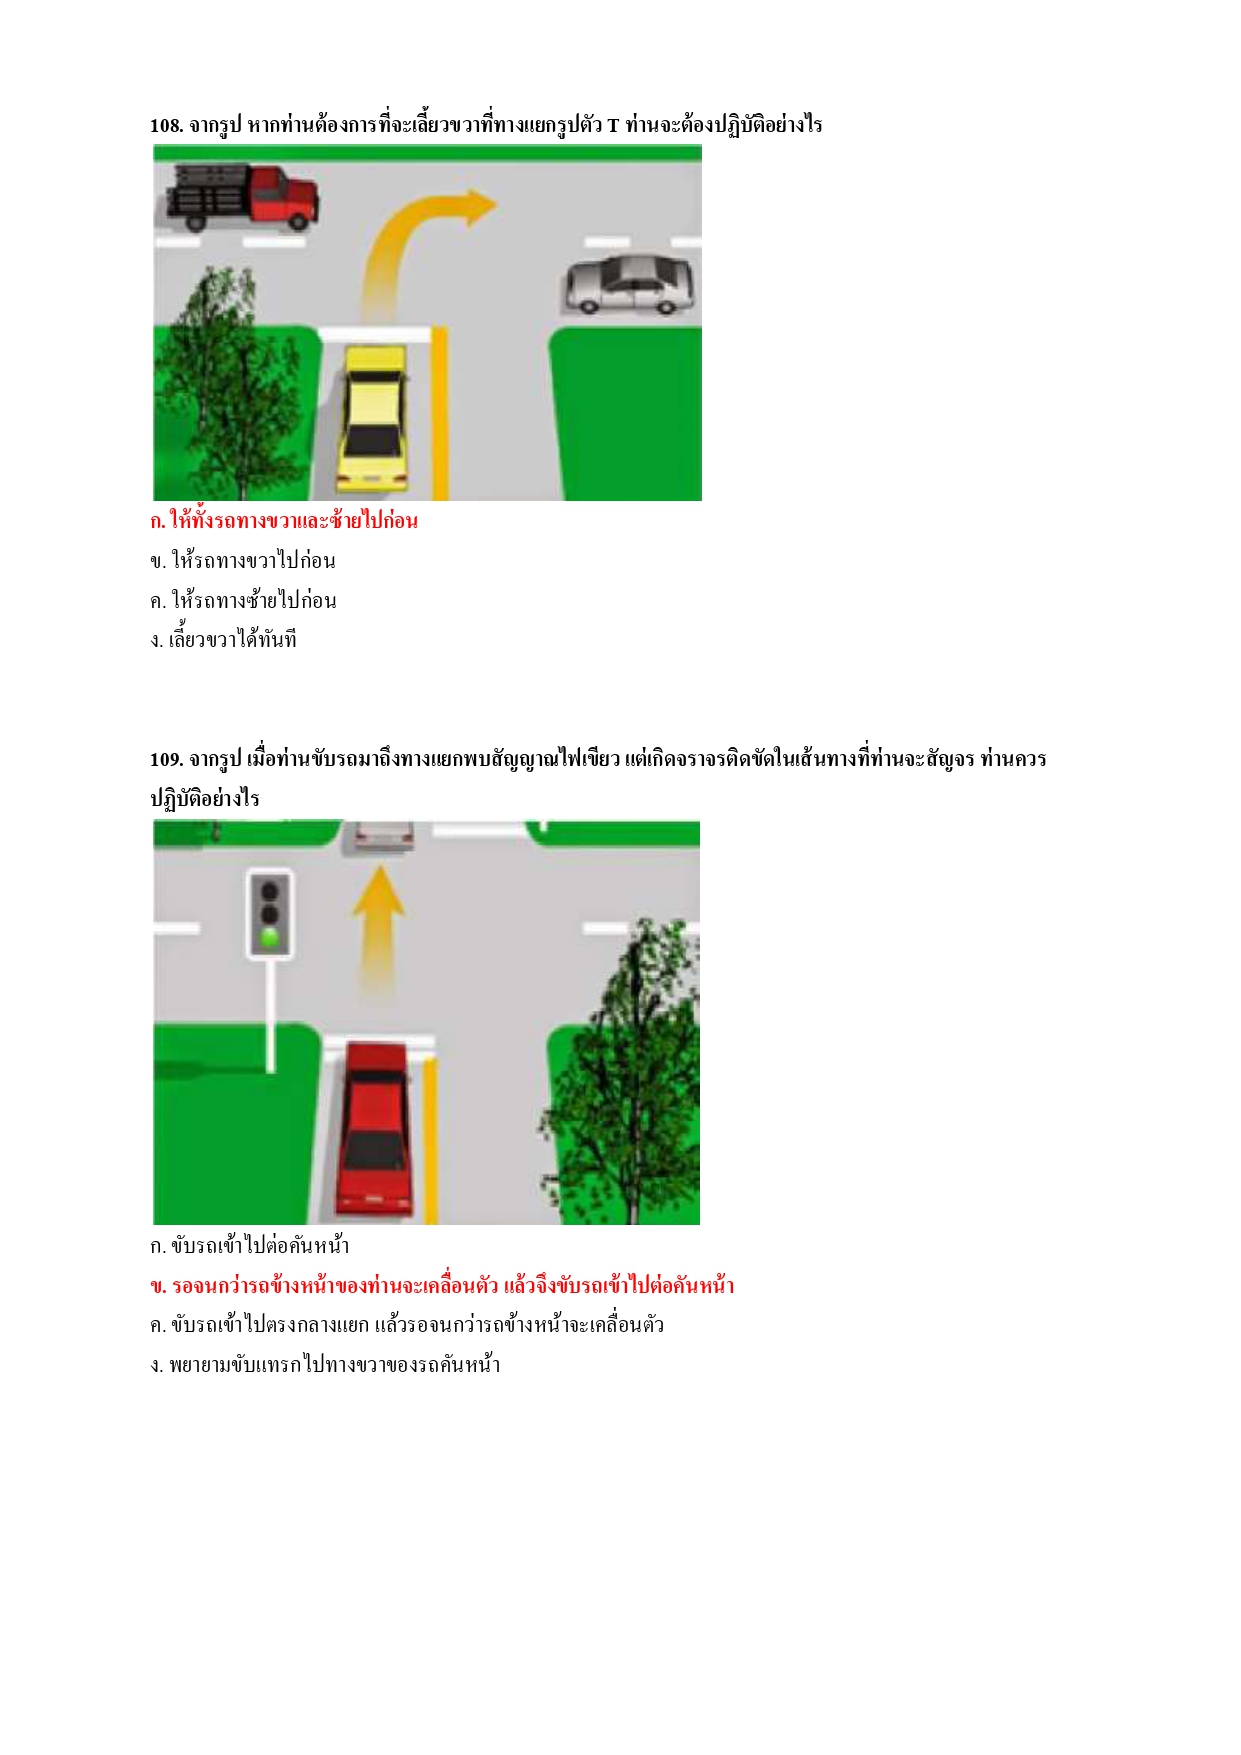 108. จากรูป หากท่านต้องการที่จะเลี้ยวขวาที่ทางแยกรูปตัว T ท่านจะต้องปฏิบัติอย่างไร
ก. ให้ทั้งรถทางขวาและซ้ายไปก่อน
ข. ให้รถทางขวาไปก่อน
ค. ให้รถทางซ้ายไปก่อน
ง. เลี้ยวขวาได้ทันที
109. จากรูป เมื่อท่านขับรถมาถึงทางแยกพบสัญญาณไฟเขียว แต่เกิดจราจรติดขัดในเส้นทางที่ท่านจะสัญจร ท่านควร
ปฏิบัติอย่างไร
ก. ขับรถเข้าไปต่อคันหน้า
ข. รอจนกว่ารถข้างหน้าของท่านจะเคลื่อนตัว แล้วจึงขับรถเข้าไปต่อคันหน้า
ค. ขับรถเข้าไปตรงกลางแยก แล้วรอจนกว่ารถข้างหน้าจะเคลื่อนตัว
ง. พยายามขับแทรกไปทางขวาของรถคันหน้า